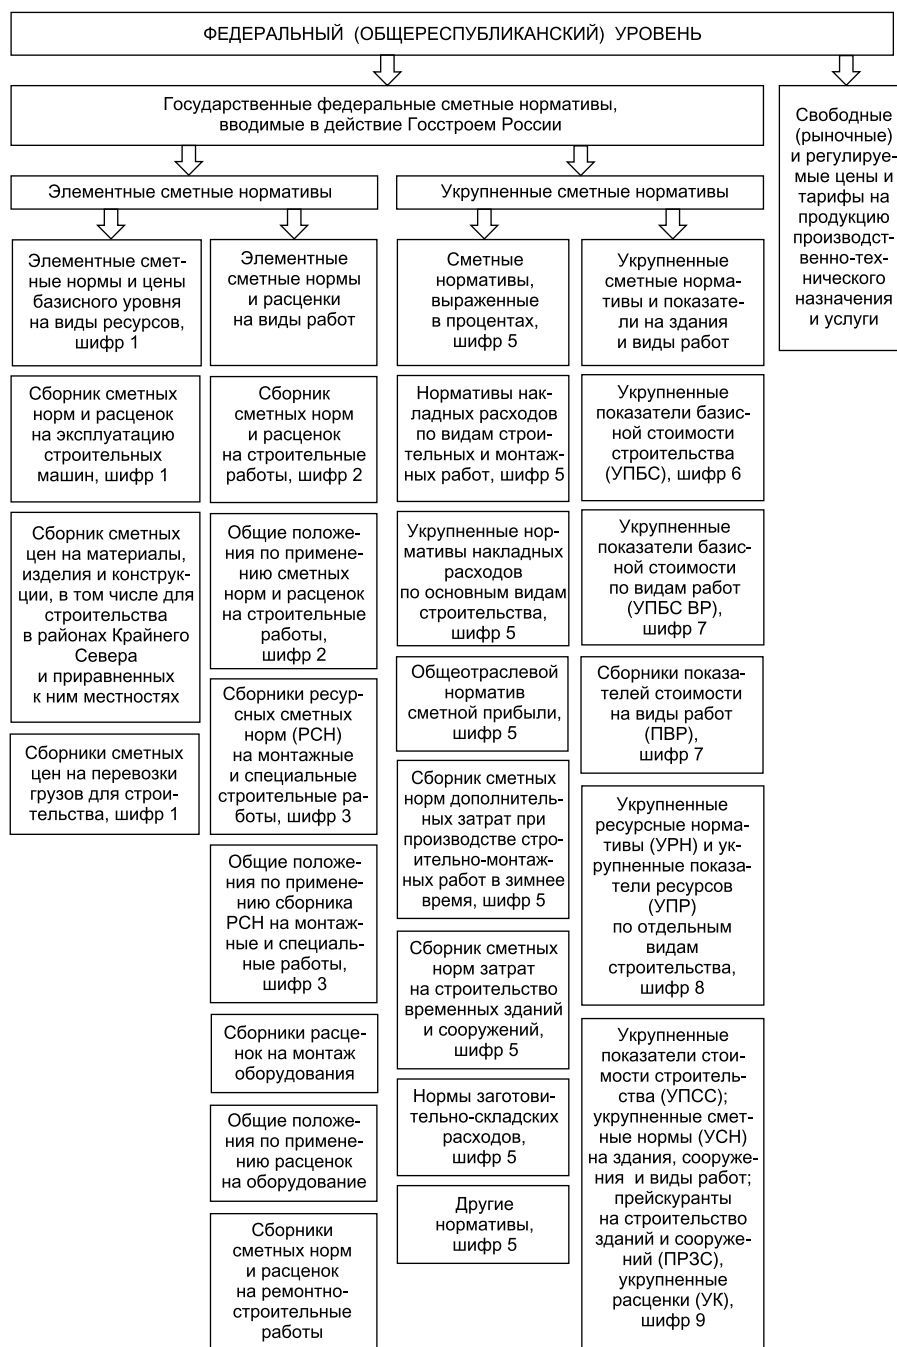 ФЕДЕРАЛЬНЫЙ (ОБЩЕРЕСПУБЛИКАНСКИЙ) УРОВЕНЬ
Государственные федеральные сметные нормативы,
вводимые в действие Госстроем России
Свободные
(рыночные)
и регулируе-
мые цены и
тарифы на
продукцию
производст-
венно-тех-
нического
назначения
и услуги
Элементные сметные нормативы
Укрупненные сметные нормативы
Элементные смет-
ные нормы и цены
базисного уровня
на виды ресурсов,
шифр 1
Сборник сметных
норм и расценок
на эксплуатацию
строительных
машин, шифр 1
Сборник сметных
цен на материалы,
изделия и конструк-
ции, в том числе для
строительства
в районах Крайнего
Севера
и приравненных
к ним местностях
Сборники сметных
цен на перевозки
грузов для строи-
тельства, шифр 1
Элементные
сметные нормы
и расценки
на виды работ
Сборник
сметных норм
и расценок
на строительные
работы, шифр 2
Общие положения
по применению
сметных
норм и расценок
на строительные
работы,
шифр 2
Сборники ресур-
сных сметных
норм (РСН)
на монтажные
и специальные
строительные ра-
боты, шифр 3
Общие положе-
ния по примене-
нию сборника
РСН на монтаж-
ные и специаль-
ные работы,
шифр 3
Сборники расце-
нок на монтаж
оборудования
Общие положе-
ния по примене-
нию расценок
на оборудование
Сборники
сметных норм
и расценок
на ремонтно-
строительные
работы
Сметные
нормативы,
выраженные
в процентах,
шифр 5
Нормативы нак-
ладных расходов
по видам строи-
тельных и монтаж-
ных работ, шифр 5
Укрупненные нор-
мативы накладных
расходов
по основным видам
строительства,
шифр 5
Общеотраслевой
норматив
сметной прибыли,
шифр 5
Сборник сметных
норм дополнитель-
ных затрат при
производстве стро-
ительно-монтаж-
ных работ в зимнее
время, шифр 5
Сборник сметных
норм затрат
на строительство
временных зданий
и сооружений,
шифр 5
Нормы заготови-
тельно-складских
расходов,
шифр 5
Другие
нормативы,
шифр 5
Укрупненные
сметные норма-
тивы и показате-
ли на здания
и виды работ
Укрупненные
показатели базис-
ной стоимости
строительства
(УПБС), шифр 6
Укрупненные
показатели базис-
ной стоимости
по видам работ
(УПБС ВР),
шифр 7
Сборники показа-
телей стоимости
на виды работ
(ПВР),
шифр 7
Укрупненные
ресурсные норма-
тивы (УРН) и ук-
рупненные показа-
тели ресурсов
(УПР)
по отдельным
видам
строительства,
шифр 8
Укрупненные
показатели стои-
мости строитель-
ства (УПСС);
укрупненные смет-
ные нормы (УСН)
на здания, сооруже-
ния и виды работ;
прейскуранты
на строительство
зданий и сооруже-
ний (ПРЗС),
укрупненные
расценки (УК),
шифр 9